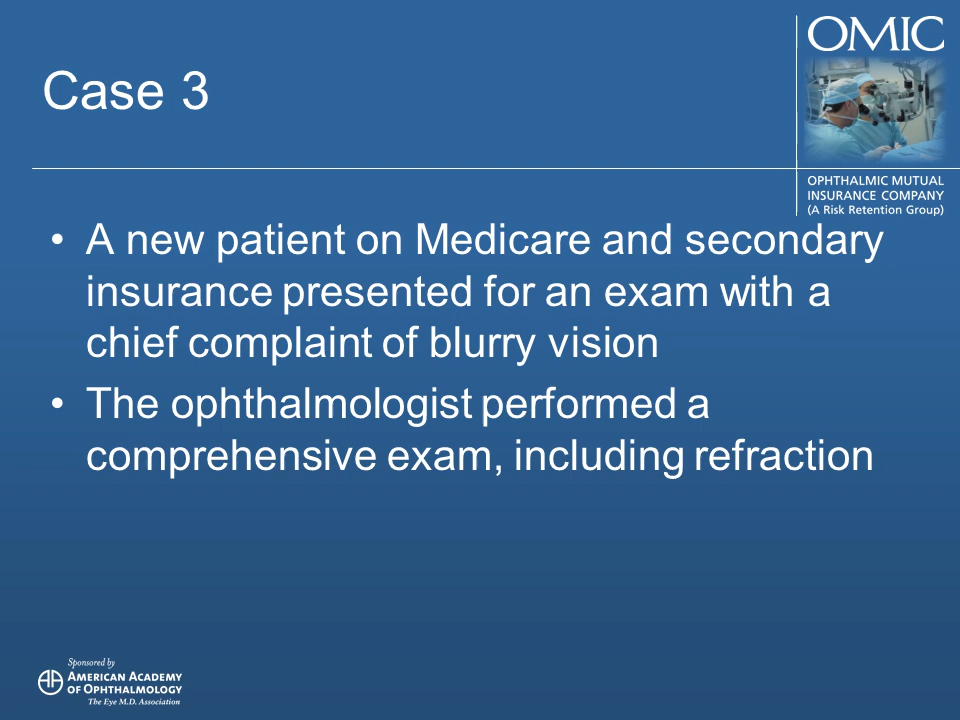 OMIC
Case 3
OPHTHALMIC MUTUAL
INSURANCE COMPANY
(A Risk Retention Group)
• A new patient on Medicare and secondary
insurance presented for an exam with a
chief complaint of blurry vision
• The ophthalmologist performed a
comprehensive exam, including refraction
Sponsored by
AMERICAN ACADEMY
OF OPHTHALMOLOGY
The Eye M.D. Association